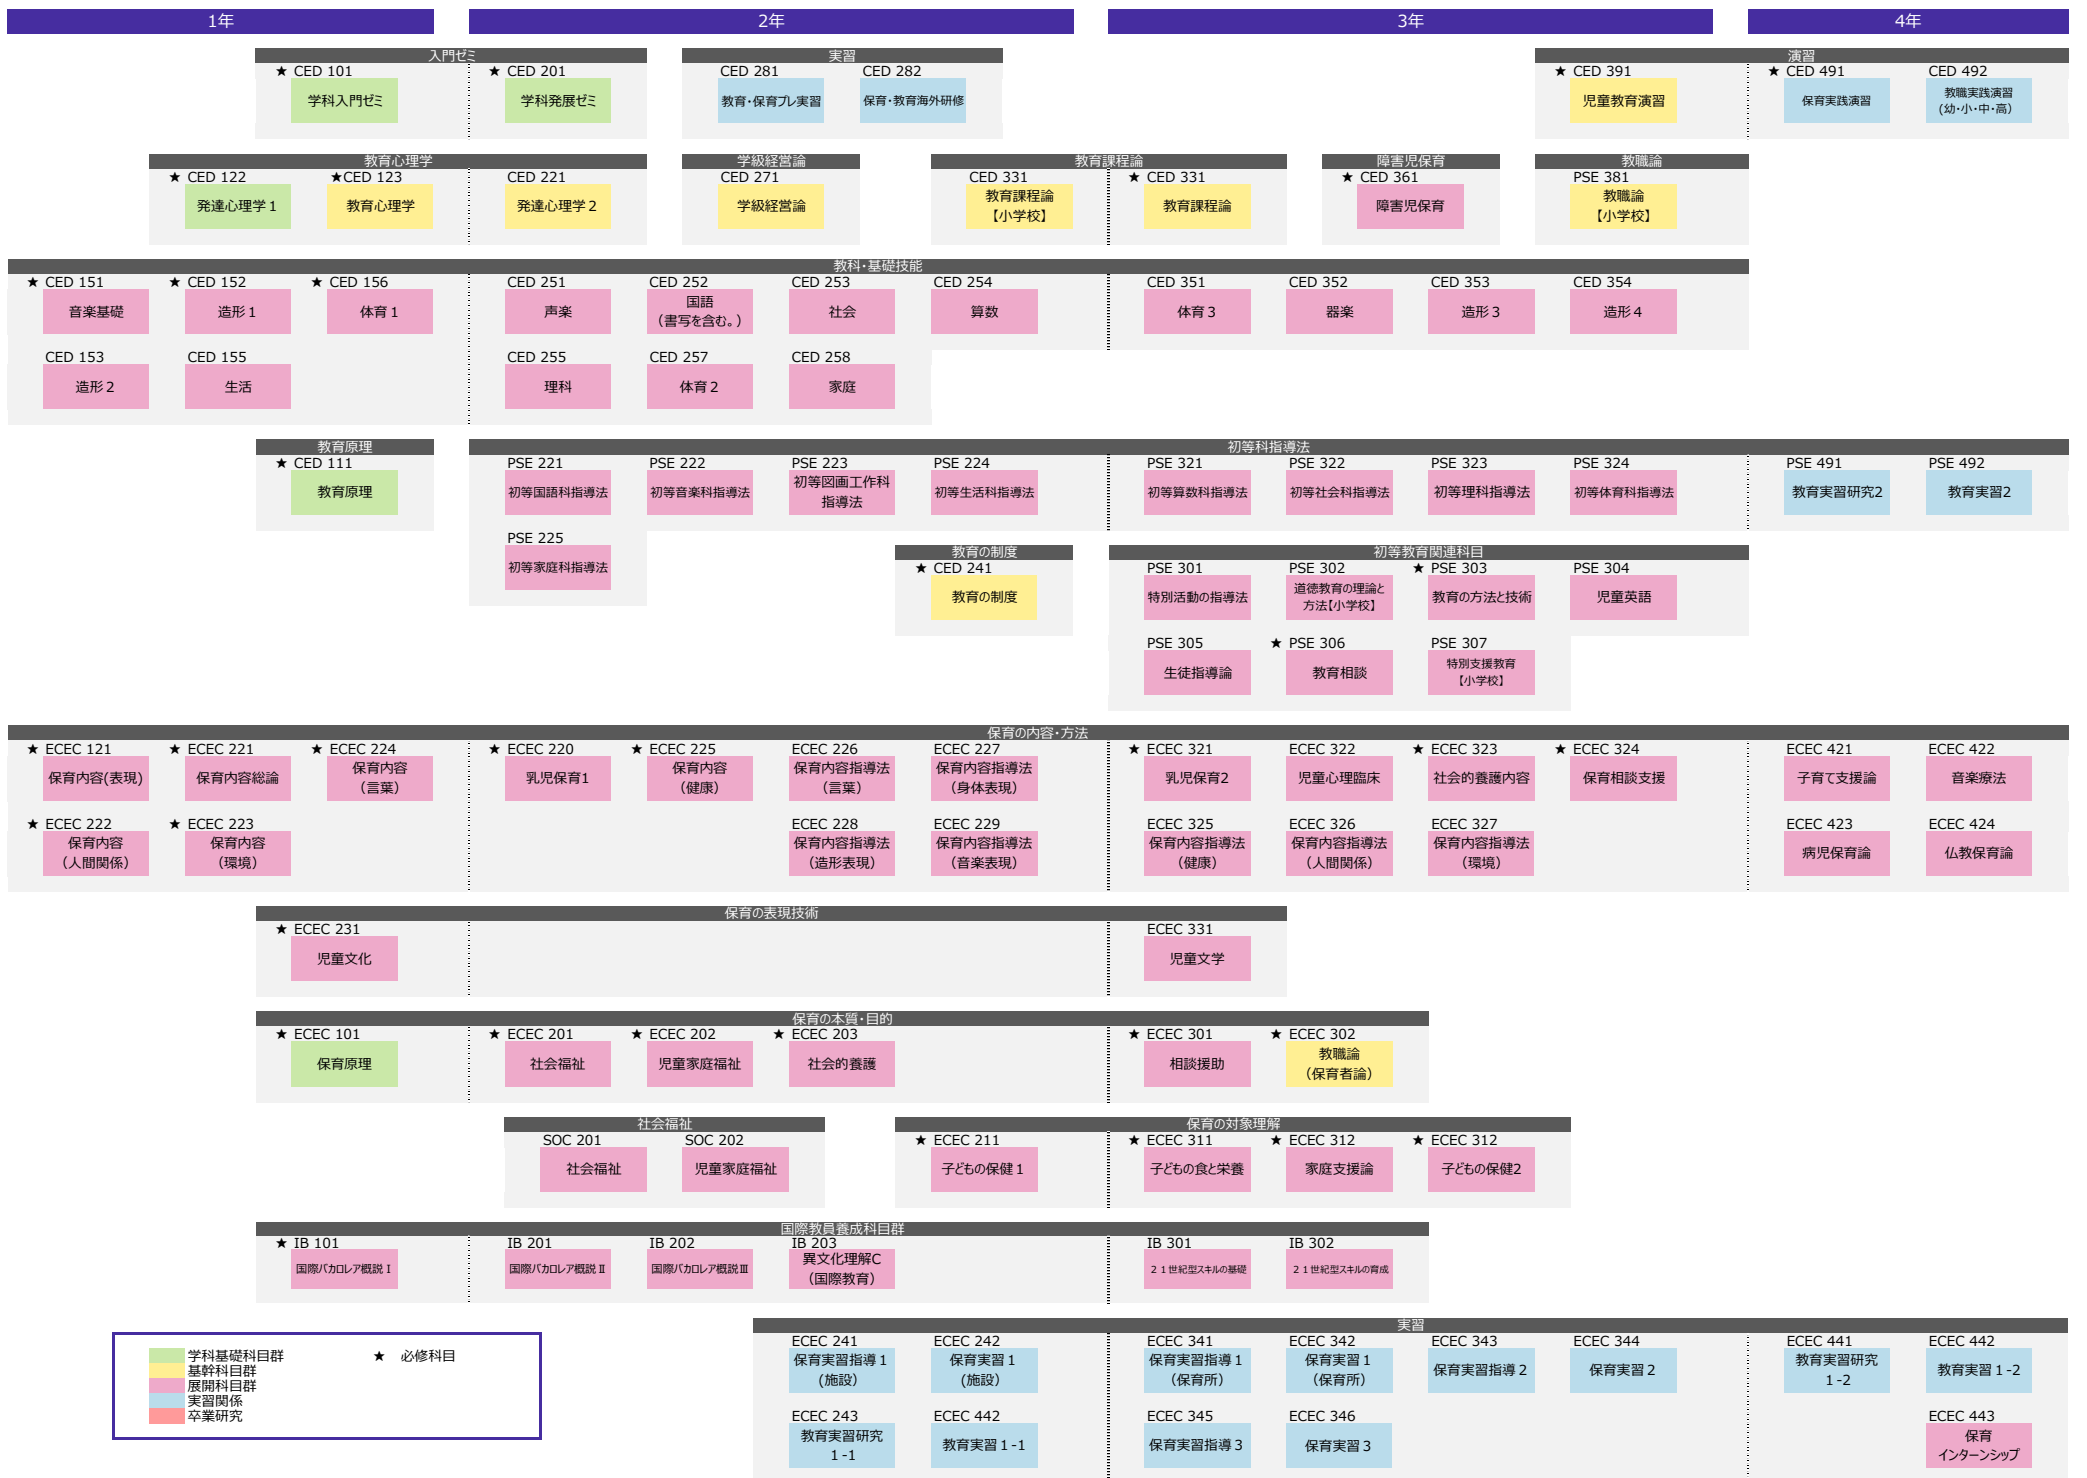 1年 2年 3年 4年
入門ゼミ 実習 演習
★ CED 101 ★ CED 201 CED 281 CED 282 ★ CED 391 ★ CED 491 CED 492
学科入門ゼミ 学科発展ゼミ 教育・保育プレ実習 保育・教育海外研修 児童教育演習 保育実践演習 教職実践演習
(幼・小・中・高)
教育心理学 学級経営論 教育課程論 障害児保育 教職論
★ CED 122 ★CED 123 CED 221 CED 271 CED 331 ★ CED 331 ★ CED 361 PSE 381
発達心理学1 教育心理学 発達心理学2 学級経営論 教育課程論 教育課程論 障害児保育 教職論
【小学校】 【小学校】
教科・基礎技能
★ CED 151 ★ CED 152 ★ CED 156 CED 251 CED 252 CED 253 CED 254 CED 351 CED 352 CED 353 CED 354
音楽基礎 造形1 体育1 声楽 国語 社会 算数 体育3 器楽 造形3 造形4
(書写を含む。)
CED 153 CED 155 CED 255 CED 257 CED 258
造形2 生活 理科 体育2 家庭
教育原理 初等科指導法
★ CED 111 PSE 221 PSE 222 PSE 223 PSE 224 PSE 321 PSE 322 PSE 323 PSE 324 PSE 491 PSE 492
教育原理 初等国語科指導法 初等音楽科指導法 初等図画工作科 初等生活科指導法 初等算数科指導法 初等社会科指導法 初等理科指導法 初等体育科指導法 教育実習研究2 教育実習2
指導法
PSE 225
初等家庭科指導法
教育の制度 初等教育関連科目
★ CED 241 PSE 301 PSE 302 ★ PSE 303 PSE 304
教育の制度 特別活動の指導法 道徳教育の理論と 教育の方法と技術 児童英語
方法【小学校】
PSE 305 ★ PSE 306 PSE 307
生徒指導論 教育相談 特別支援教育
【小学校】
保育の内容・方法
★ ECEC 121 ★ ECEC 221 ★ ECEC 224 ★ ECEC 220 ★ ECEC 225 ECEC 226 ECEC 227 ★ ECEC 321 ECEC 322 ★ ECEC 323 ★ ECEC 324 ECEC 421 ECEC 422
保育内容(表現) 保育内容総論 保育内容 乳児保育1 保育内容 保育内容指導法 保育内容指導法 乳児保育2 児童心理臨床 社会的養護内容 保育相談支援 子育て支援論 音楽療法
(言葉) (健康) (言葉) (身体表現)
★ ECEC 222 ★ ECEC 223 ECEC 228 ECEC 229 ECEC 325 ECEC 326 ECEC 327 ECEC 423 ECEC 424
保育内容 保育内容 保育内容指導法 保育内容指導法 保育内容指導法 保育内容指導法 保育内容指導法 病児保育論 仏教保育論
(人間関係) (環境) (造形表現) (音楽表現) (健康) (人間関係) (環境)
保育の表現技術
★ ECEC 231 ECEC 331
児童文化 児童文学
保育の本質・目的
★ ECEC 101 ★ ECEC 201 ★ ECEC 202 ★ ECEC 203 ★ ECEC 301 ★ ECEC 302
保育原理 社会福祉 児童家庭福祉 社会的養護 相談援助 教職論
(保育者論)
社会福祉 保育の対象理解
SOC 201 SOC 202 ★ ECEC 211 ★ ECEC 311 ★ ECEC 312 ★ ECEC 312
社会福祉 児童家庭福祉 子どもの保健1 子どもの食と栄養 家庭支援論 子どもの保健2
国際教員養成科目群
★ IB 101 IB 201 IB 202 IB 203 IB 301 IB 302
国際バカロレア概説Ⅰ 国際バカロレア概説Ⅱ 国際バカロレア概説Ⅲ 異文化理解C 21世紀型スキルの基礎 21世紀型スキルの育成
(国際教育)
実習
ECEC 241 ECEC 242 ECEC 341 ECEC 342 ECEC 343 ECEC 344 ECEC 441 ECEC 442
保育実習指導1 保育実習1 保育実習指導1 保育実習1 保育実習指導2 保育実習2 教育実習研究 教育実習1-2
(施設) (施設) (保育所) (保育所) 1-2
ECEC 243 ECEC 442 ECEC 345 ECEC 346 ECEC 443
教育実習研究 教育実習1-1 保育実習指導3 保育実習3 保育
1-1 インターンシップ
学科基礎科目群 ★ 必修科目
基幹科目群
展開科目群
実習関係
卒業研究